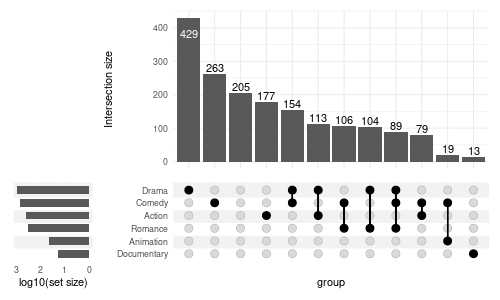 400
300
200
100
0
Intersection size
429
263
205
177
154
113
106
104
89
79
19
13
Drama
Comedy
Action
Romance
Animation
Documentary
3 2 1 0
log10(set size)
group